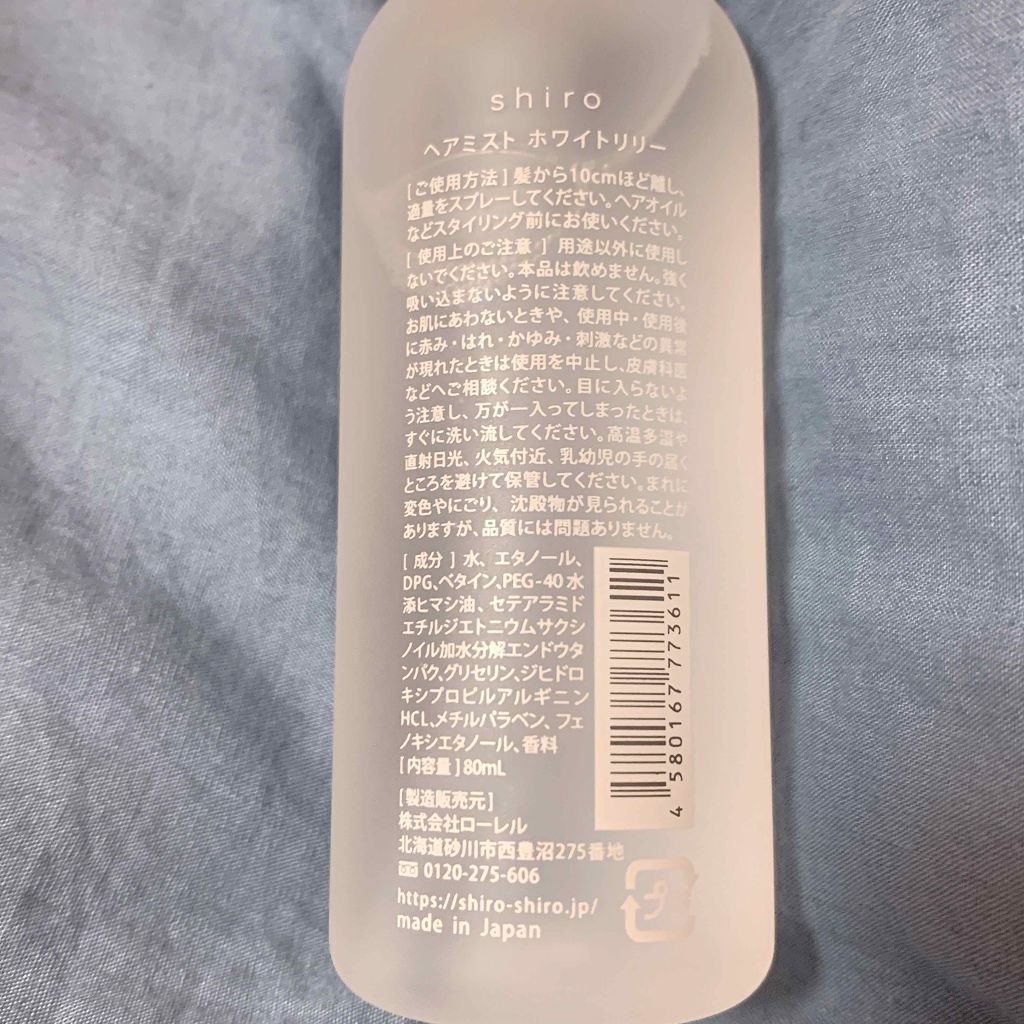 shiro
ヘアミスト ホワイトリリー
[ご使用方法]髪から10cmほど離し、
適量をスプレーしてください。ヘアオイル
などスタイリング前にお使いください。
[使用上のご注意]用途以外に使用し
ないでください。本品は飲めません。強く
吸い込まないように注意してください。
お肌にあわないときや、使用中・使用後
に赤み・はれ・かゆみ・刺激などの異常
が現れたときは使用を中止し、皮膚科医
などへご相談ください。目に入らないよ
う注意し、万が一入ってしまったときは、
すぐに洗い流してください。高温多湿や
直射日光、火気付近、乳幼児の手の届く
ところを避けて保管してください。まれに
変色やにごり、沈殿物が見られることが
ありますが、品質には問題ありません。
[成分]水、エタノール、
DPG、ベタイン、PEG-40水
添ヒマシ油、セテアラミド
エチルジエトニウムサクシ
ノイル加水分解エンドウタ
ンパク、グリセリン、ジヒドロ
キシプロピルアルギニン
HCL、メチルパラベン、フェ
ノキシエタノール、香料
[内容量]80mL
4 580167 773611
[製造販売元]
株式会社ローレル
北海道砂川市西豊沼275番地
0120-275-606
https://shiro-shiro.jp/
made in Japan
プ